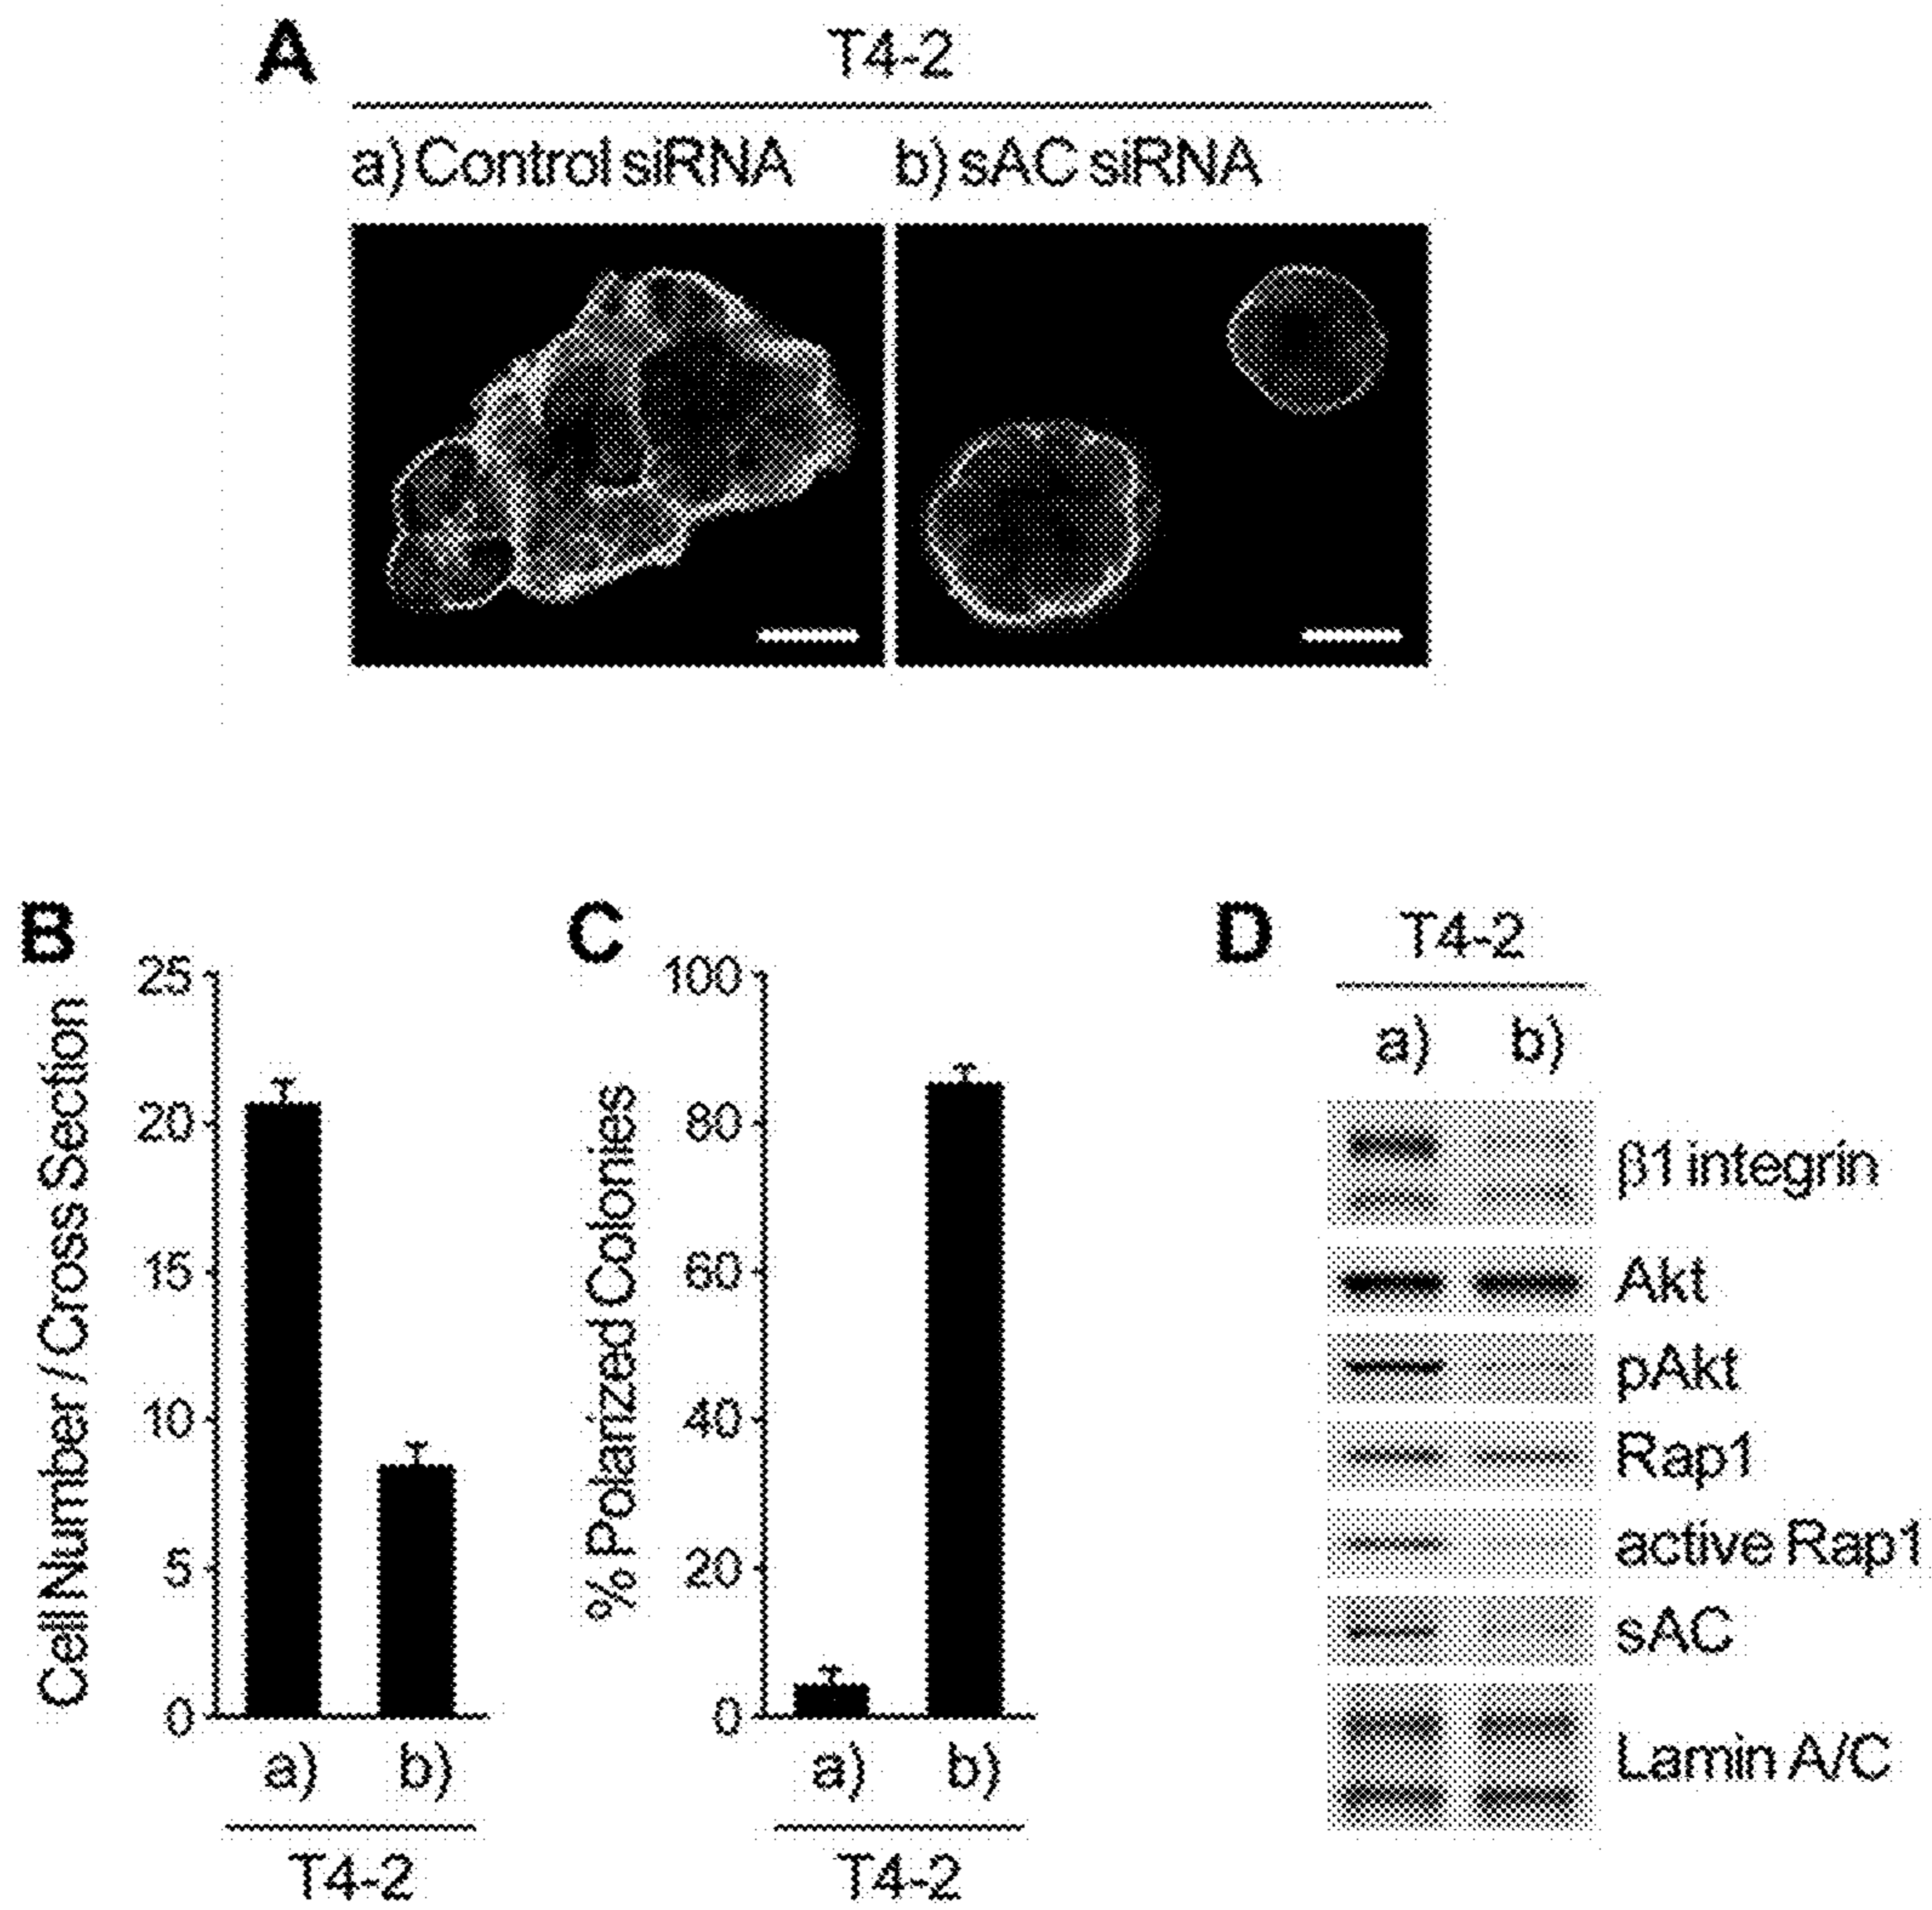 A
T4-2
a) Control siRNA
b) sAC siRNA
B
Cell Number / Cross Section
25
20
15
10
5
0
a)
b)
T4-2
C
% Polarized Colonies
100
80
60
40
20
0
a)
b)
T4-2
D
T4-2
a)
b)
β1 integrin
Akt
pAkt
Rap1
active Rap1
sAC
Lamin A/C